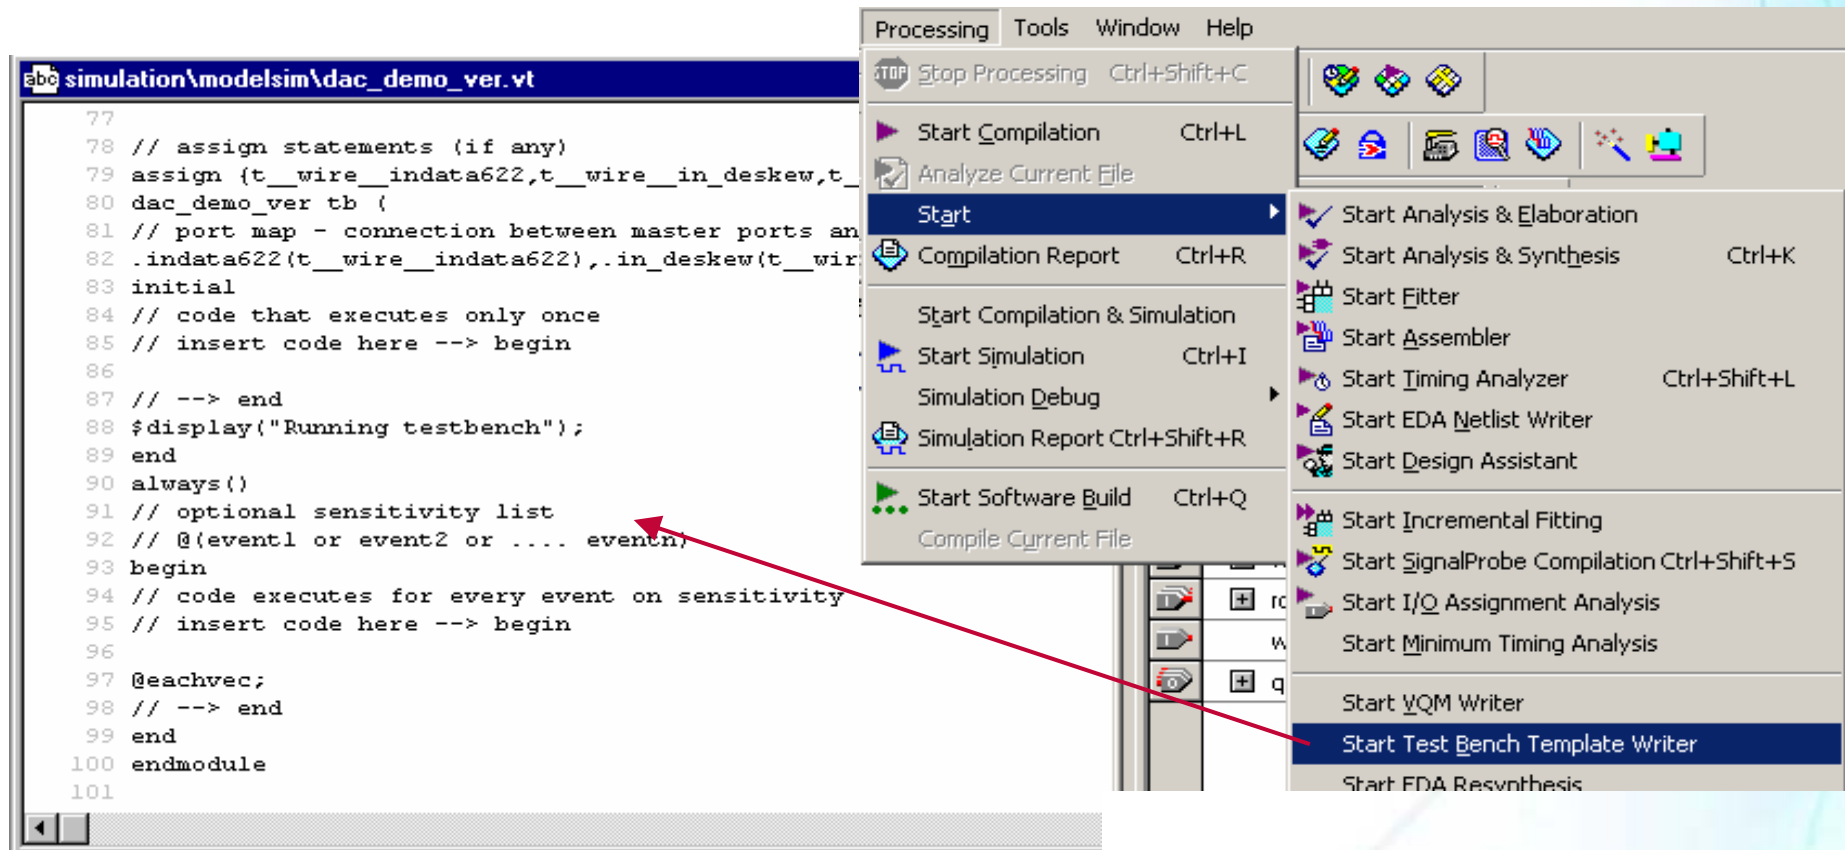 Processing Tools Window Help
simulation\modelsim\dac_demo_ver.vt
77
78 // assign statements (if any)
79 assign {t__wire__indata622,t__wire__in_deskew,t_
80 dac_demo_ver tb (
81 // port map - connection between master ports an
82 .indata622(t__wire__indata622),.in_deskew(t__wir
83 initial
84 // code that executes only once
85 // insert code here --> begin
86
87 // --> end
88 $display("Running testbench");
89 end
90 always()
91 // optional sensitivity list
92 // @(event1 or event2 or .... eventn)
93 begin
94 // code executes for every event on sensitivity
95 // insert code here --> begin
96
97 @eachvec;
98 // --> end
99 end
100 endmodule
101
Stop Processing Ctrl+Shift+C
Start Compilation Ctrl+L
Analyze Current File
Start
Compilation Report Ctrl+R
Start Compilation & Simulation
Start Simulation Ctrl+I
Simulation Debug
Simulation Report Ctrl+Shift+R
Start Software Build Ctrl+Q
Compile Current File
Start Analysis & Elaboration
Start Analysis & Synthesis Ctrl+K
Start Fitter
Start Assembler
Start Timing Analyzer Ctrl+Shift+L
Start EDA Netlist Writer
Start Design Assistant
Start Incremental Fitting
Start SignalProbe Compilation Ctrl+Shift+S
Start I/O Assignment Analysis
Start Minimum Timing Analysis
Start VQM Writer
Start Test Bench Template Writer
Start EDA Resynthesis